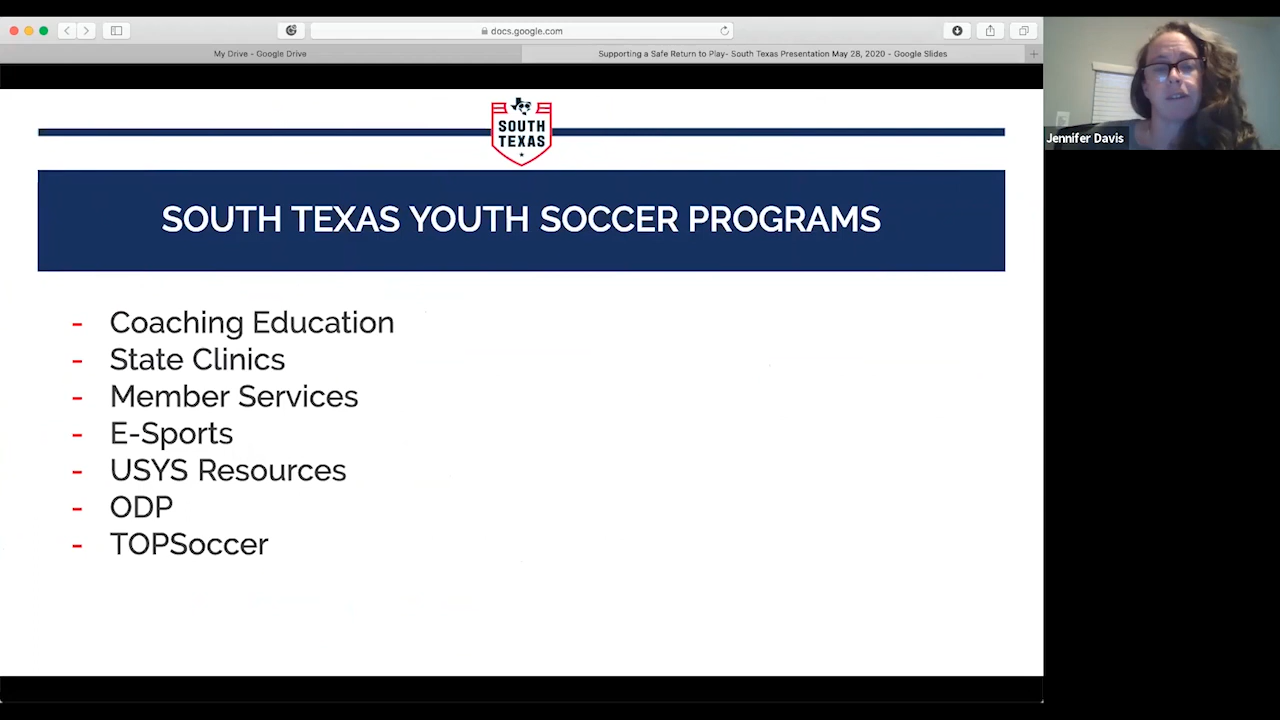 docs.google.com
My Drive - Google Drive
Supporting a Safe Return to Play- South Texas Presentation May 28, 2020 - Google Slides
SOUTH
TEXAS
Jennifer Davis
SOUTH TEXAS YOUTH SOCCER PROGRAMS
- Coaching Education
- State Clinics
- Member Services
- E-Sports
- USYS Resources
- ODP
- TOPSoccer